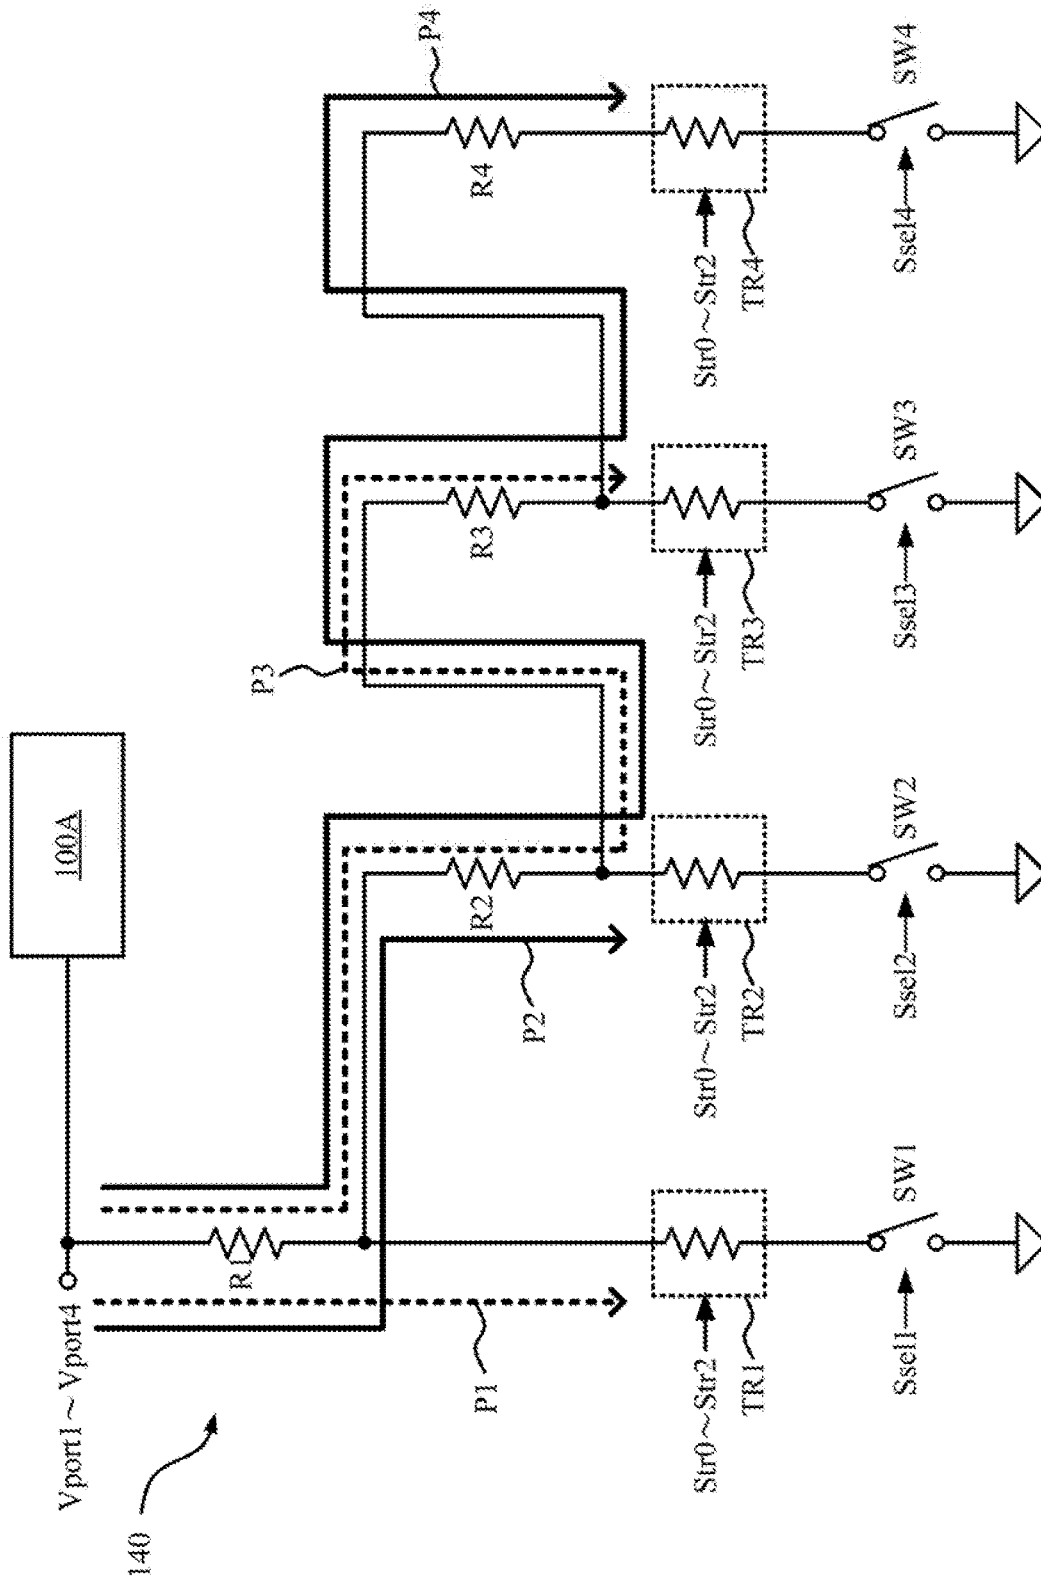 140
Vport1～Vport4
100A
R1
R2
R3
R4
P1
P2
P3
P4
Str0～Str2
TR1
Str0～Str2
TR2
Str0～Str2
TR3
Str0～Str2
TR4
Ssel1
SW1
Ssel2
SW2
Ssel3
SW3
Ssel4
SW4